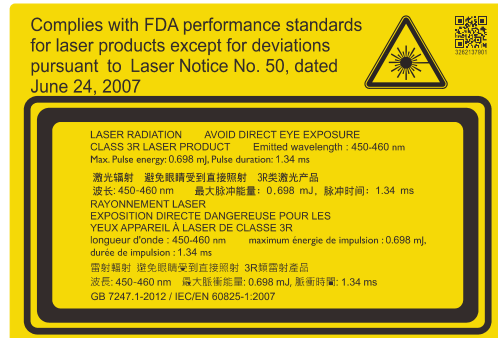 Complies with FDA performance standards
for laser products except for deviations
pursuant to Laser Notice No. 50, dated
June 24, 2007
3282137901
LASER RADIATION AVOID DIRECT EYE EXPOSURE
CLASS 3R LASER PRODUCT Emitted wavelength : 450-460 nm
Max. Pulse energy: 0.698 mJ, Pulse duration: 1.34 ms
激光辐射 避免眼睛受到直接照射 3R类激光产品
波长: 450-460 nm 最大脉冲能量: 0.698 mJ, 脉冲时间: 1.34 ms
RAYONNEMENT LASER
EXPOSITION DIRECTE DANGEREUSE POUR LES
YEUX APPAREIL À LASER DE CLASSE 3R
longueur d'onde : 450-460 nm maximum énergie de impulsion : 0.698 mJ,
durée de impulsion : 1.34 ms
雷射輻射 避免眼睛受到直接照射 3R類雷射產品
波長: 450-460 nm 最大脈衝能量: 0.698 mJ, 脈衝時間: 1.34 ms
GB 7247.1-2012 / IEC/EN 60825-1:2007